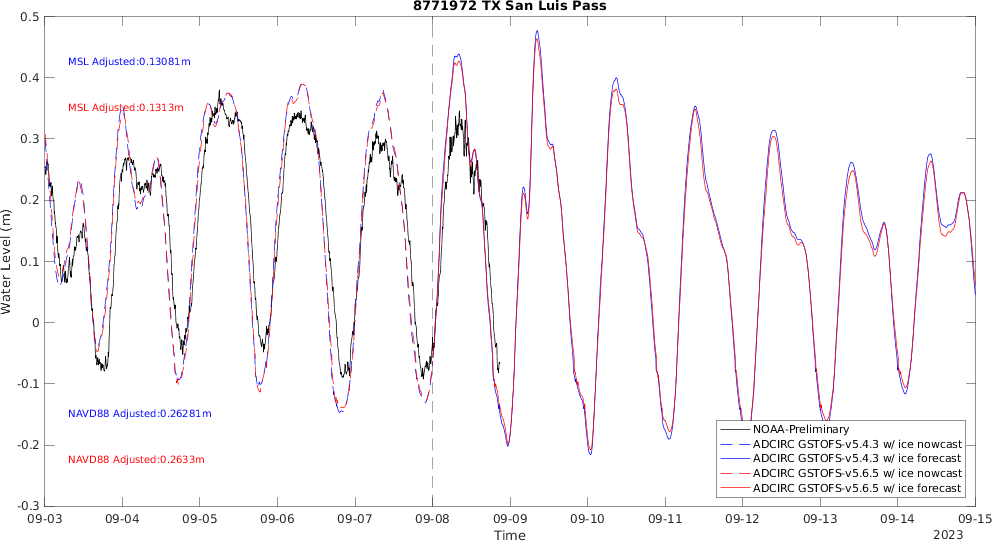 8771972 TX San Luis Pass
0.5
0.4
0.3
0.2
0.1
0
-0.1
-0.2
-0.3
Water Level (m)
MSL Adjusted:0.13081m
MSL Adjusted:0.1313m
NAVD88 Adjusted:0.26281m
NAVD88 Adjusted:0.2633m
NOAA-Preliminary
ADCIRC GSTOFS-v5.4.3 w/ ice nowcast
ADCIRC GSTOFS-v5.4.3 w/ ice forecast
ADCIRC GSTOFS-v5.6.5 w/ ice nowcast
ADCIRC GSTOFS-v5.6.5 w/ ice forecast
09-03 09-04 09-05 09-06 09-07 09-08 09-09 09-10 09-11 09-12 09-13 09-14 09-15
Time
2023